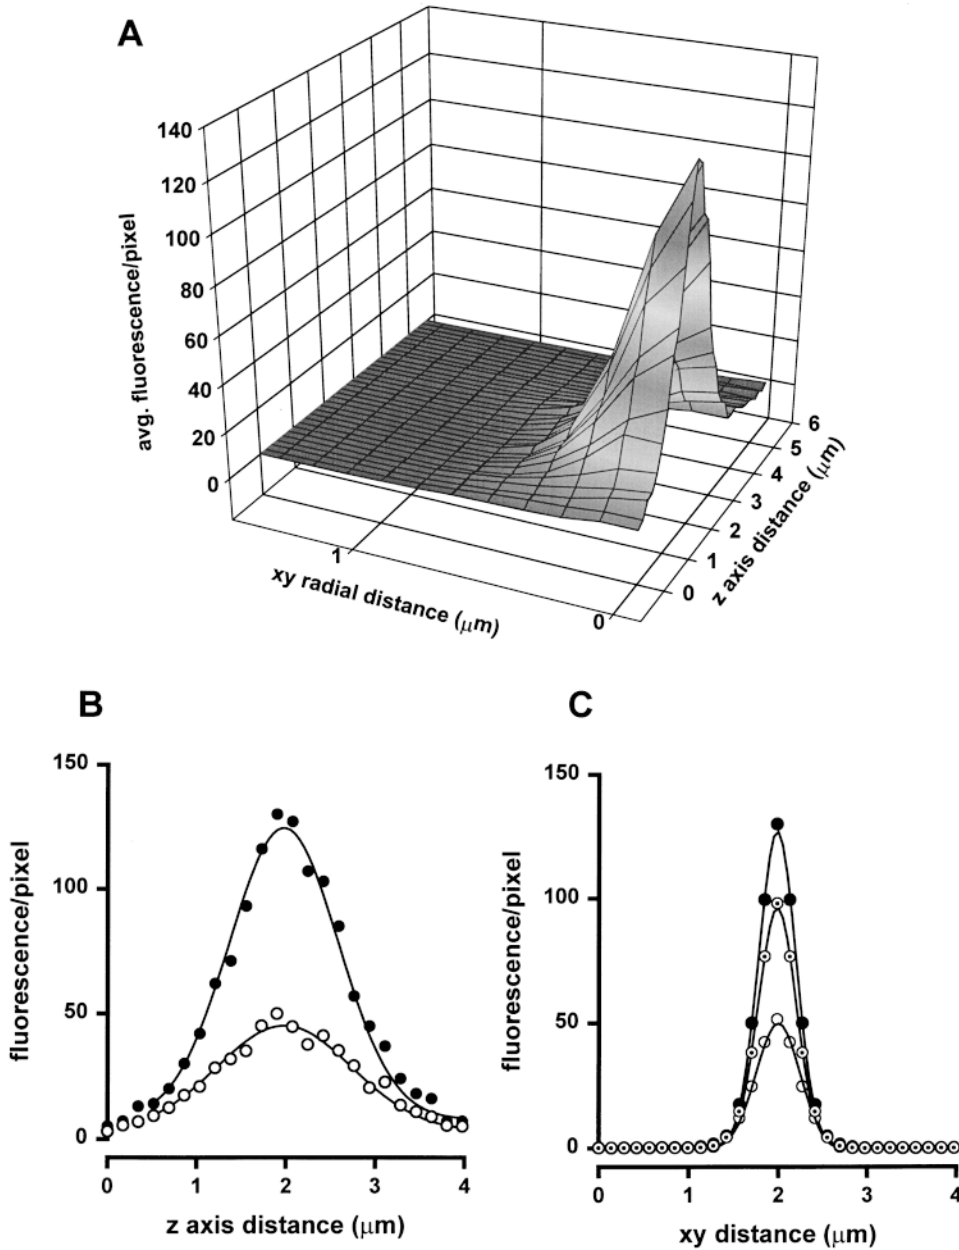 A
140
120
100
80
60
40
20
0
avg. fluorescence/pixel
1
0
xy radial distance (μm)
0
1
2
3
4
5
6
z axis distance (μm)
B
150
100
50
0
fluorescence/pixel
0 1 2 3 4
z axis distance (μm)
C
150
100
50
0
fluorescence/pixel
0 1 2 3 4
xy distance (μm)